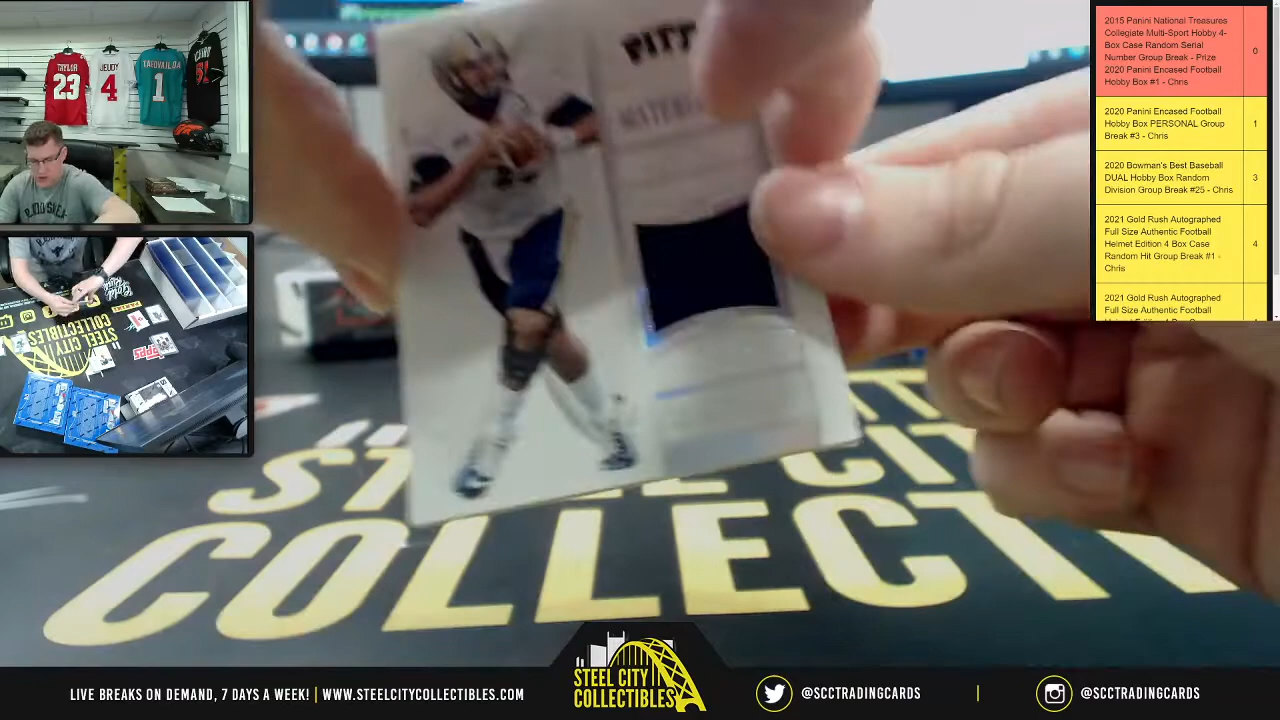 TAYLOR
23
JEUDY
4
TAGOVAILOA
1
PITT
MATERIA
2015 Panini National Treasures
Collegiate Multi-Sport Hobby 4-
Box Case Random Serial
Number Group Break - Prize
2020 Panini Encased Football
Hobby Box #1 - Chris
0
2020 Panini Encased Football
Hobby Box PERSONAL Group
Break #3 - Chris
1
2020 Bowman's Best Baseball
DUAL Hobby Box Random
Division Group Break #25 - Chris
3
2021 Gold Rush Autographed
Full Size Authentic Football
Helmet Edition 4 Box Case
Random Hit Group Break #1 -
Chris
4
2021 Gold Rush Autographed
Full Size Authentic Football
STEEL CITY
COLLECTIBLES
topps
ST CIT
COLLECTI
LIVE BREAKS ON DEMAND, 7 DAYS A WEEK! | WWW.STEELCITYCOLLECTIBLES.COM
STEEL CITY
COLLECTIBLES
@SCCTRADINGCARDS | @SCCTRADINGCARDS